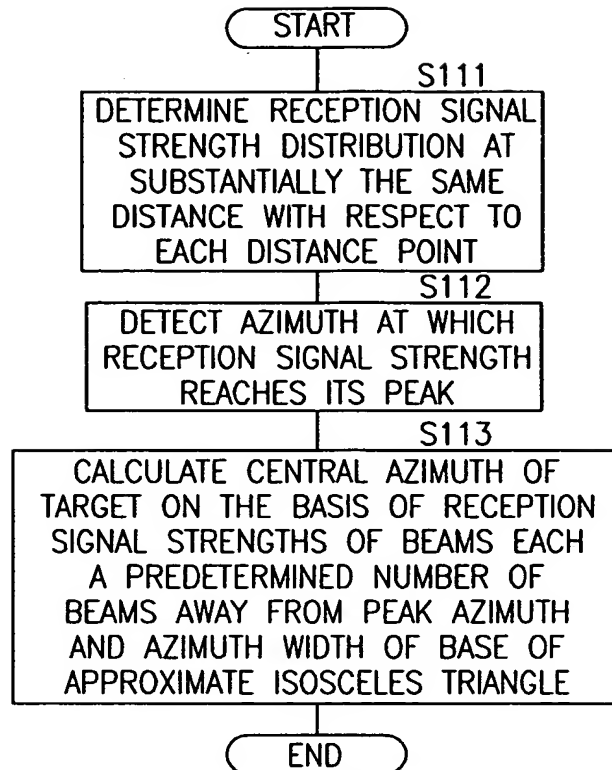 START
S111
DETERMINE RECEPTION SIGNAL
STRENGTH DISTRIBUTION AT
SUBSTANTIALLY THE SAME
DISTANCE WITH RESPECT TO
EACH DISTANCE POINT
S112
DETECT AZIMUTH AT WHICH
RECEPTION SIGNAL STRENGTH
REACHES ITS PEAK
S113
CALCULATE CENTRAL AZIMUTH OF
TARGET ON THE BASIS OF RECEPTION
SIGNAL STRENGTHS OF BEAMS EACH
A PREDETERMINED NUMBER OF
BEAMS AWAY FROM PEAK AZIMUTH
AND AZIMUTH WIDTH OF BASE OF
APPROXIMATE ISOSCELES TRIANGLE
END